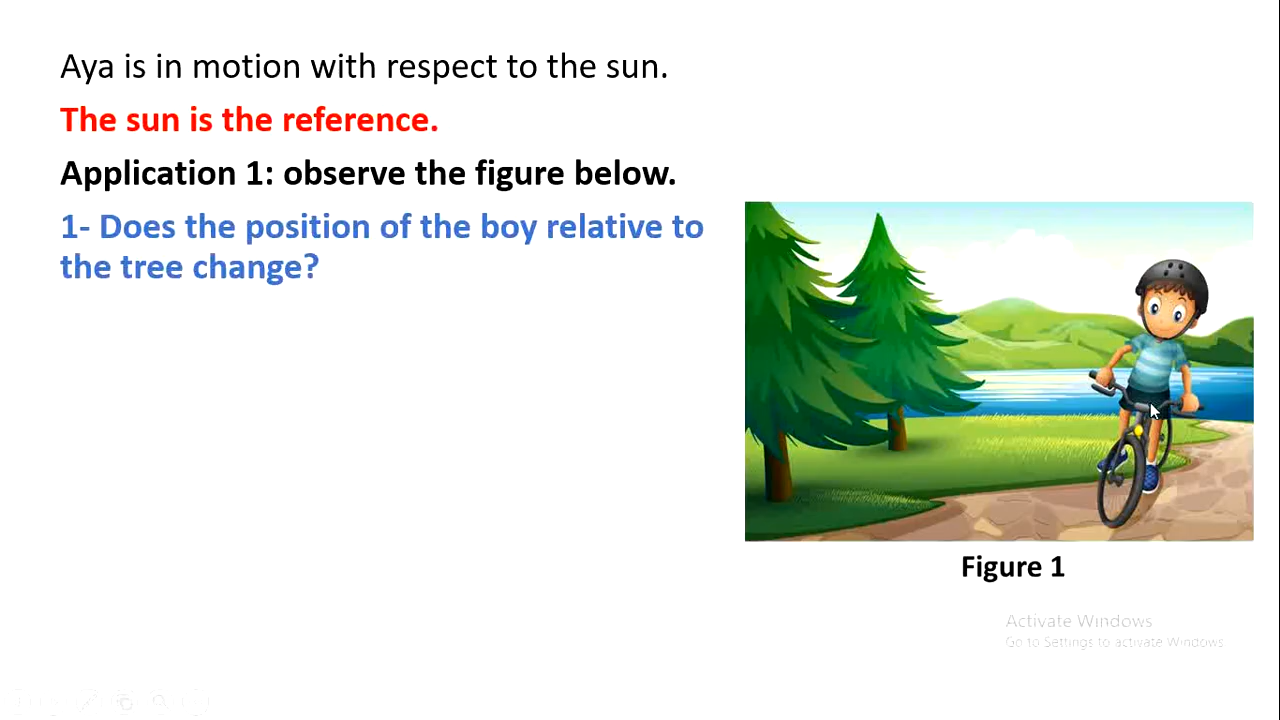 Aya is in motion with respect to the sun.
The sun is the reference.
Application 1: observe the figure below.
1- Does the position of the boy relative to
the tree change?
Figure 1
Activate Windows
Go to Settings to activate Windows